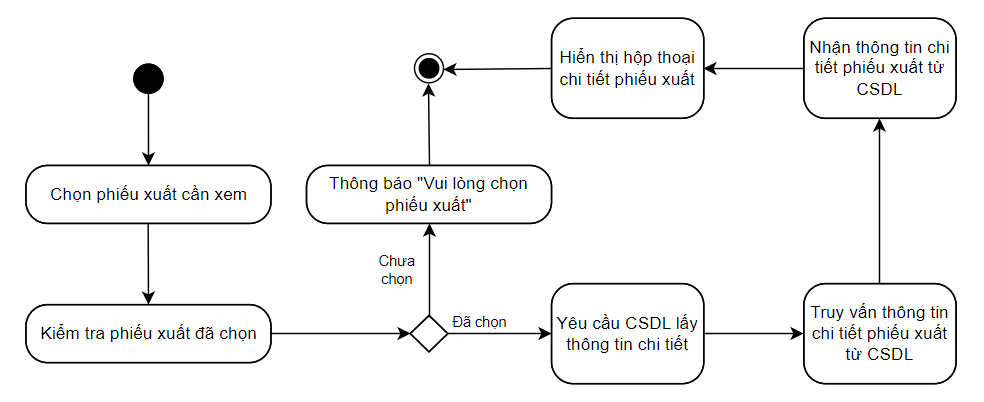 Chọn phiếu xuất cần xem
Kiểm tra phiếu xuất đã chọn
Thông báo "Vui lòng chọn
phiếu xuất"
Chưa
chọn
Đã chọn
Yêu cầu CSDL lấy
thông tin chi tiết
Truy vấn thông tin
chi tiết phiếu xuất
từ CSDL
Nhận thông tin chi
tiết phiếu xuất từ
CSDL
Hiển thị hộp thoại
chi tiết phiếu xuất